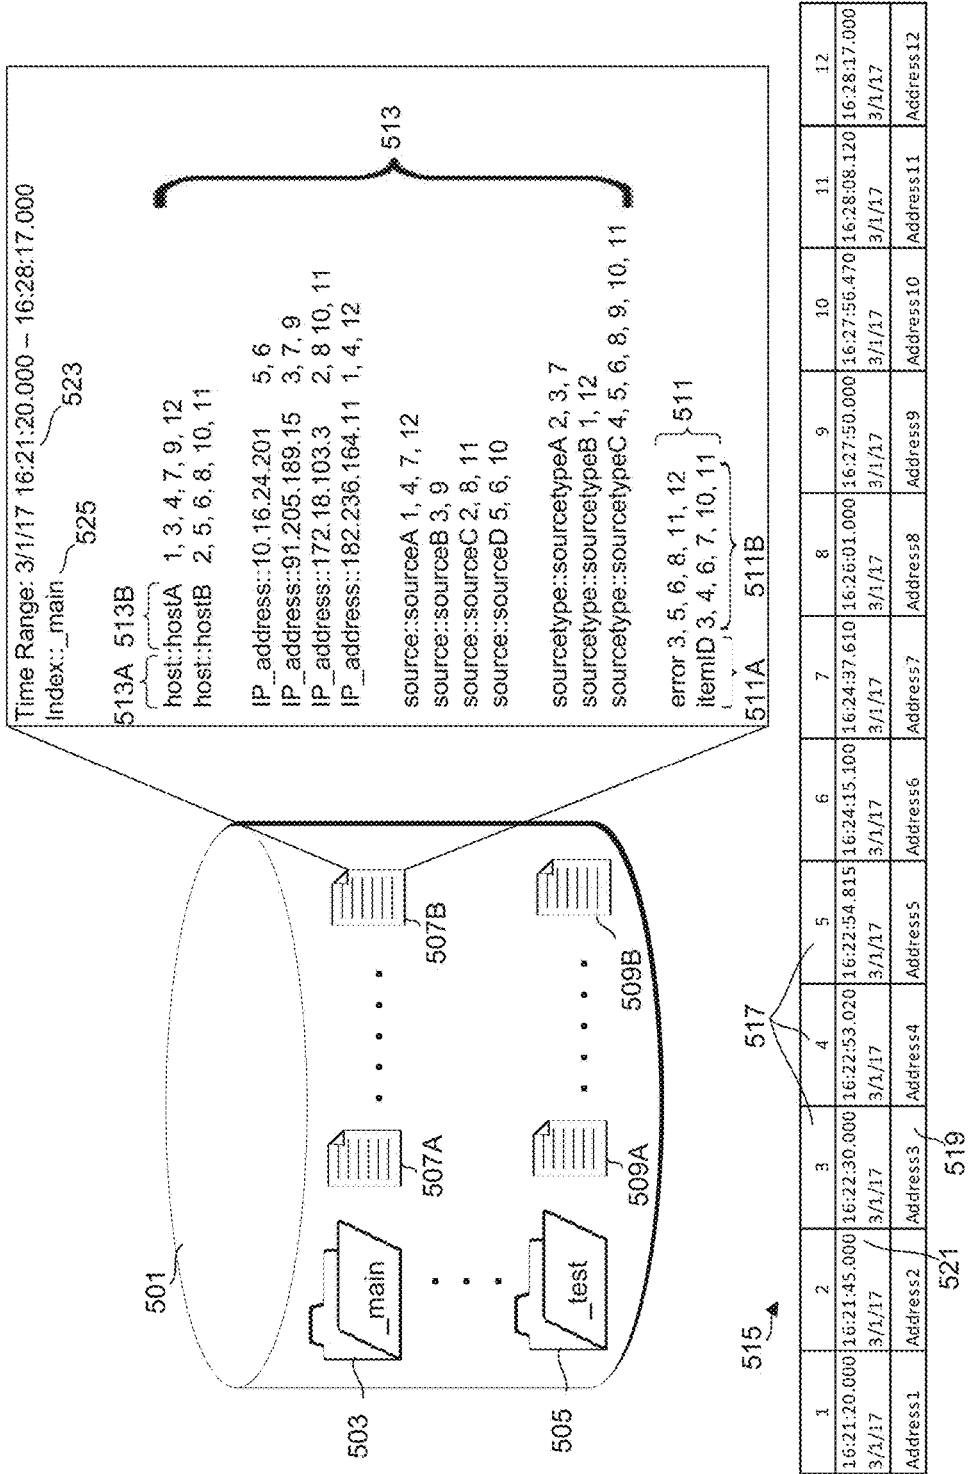 501
503
_main
507A
507B
505
_test
509A
509B
Time Range: 3/1/17 16:21:20.000 – 16:28:17.000
Index::_main
525
523
513A 513B
host::hostA 1, 3, 4, 7, 9, 12
host::hostB 2, 5, 6, 8, 10, 11
IP_address::10.16.24.201 5, 6
IP_address::91.205.189.15 3, 7, 9
IP_address::172.18.103.3 2, 8 10, 11
IP_address::182.236.164.11 1, 4, 12
513
source::sourceA 1, 4, 7, 12
source::sourceB 3, 9
source::sourceC 2, 8, 11
source::sourceD 5, 6, 10
sourcetype::sourcetypeA 2, 3, 7
sourcetype::sourcetypeB 1, 12
sourcetype::sourcetypeC 4, 5, 6, 8, 9, 10, 11
error 3, 5, 6, 8, 11, 12
itemID 3, 4, 6, 7, 10, 11
511
511A 511B
515
517
1 2 3 4 5 6 7 8 9 10 11 12
16:21:20.000 16:21:45.000 16:22:30.000 16:22:53.020 16:22:54.815 16:24:15.100 16:24:37.610 16:26:01.000 16:27:50.000 16:27:56.470 16:28:08.120 16:28:17.000
3/1/17 3/1/17 3/1/17 3/1/17 3/1/17 3/1/17 3/1/17 3/1/17 3/1/17 3/1/17 3/1/17 3/1/17
Address1 Address2 Address3 Address4 Address5 Address6 Address7 Address8 Address9 Address10 Address11 Address12
521
519